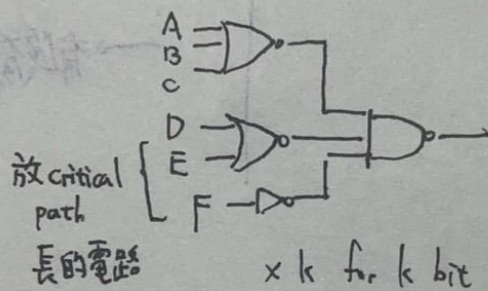 A
B
C
D
E
F
放 critical
path
長的電路
x k for k bit